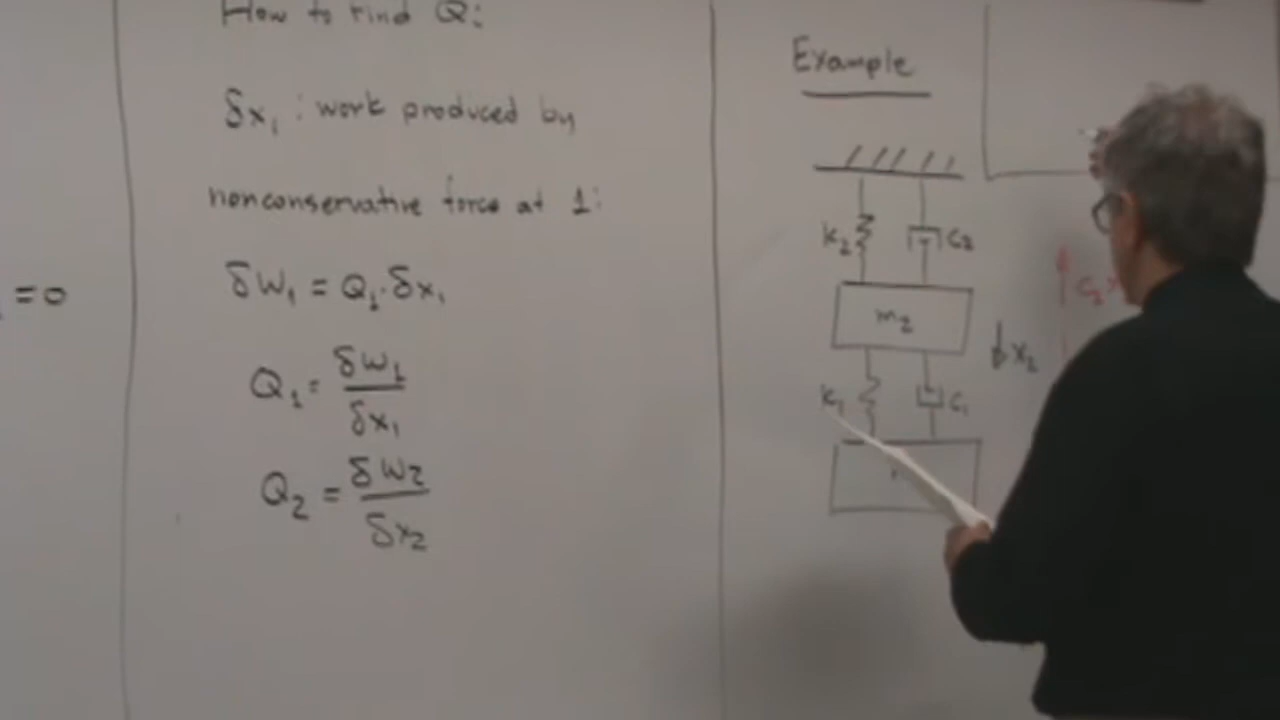 How to find Q:
δx₁ : work produced by
nonconservative force at 1:
δW₁ = Q₁·δx₁
Q₁ = δW₁
δx₁
Q₂ = δW₂
δx₂
=0
Example
k₂
c₂
m₂
x₂
k₁
c₁
c₂